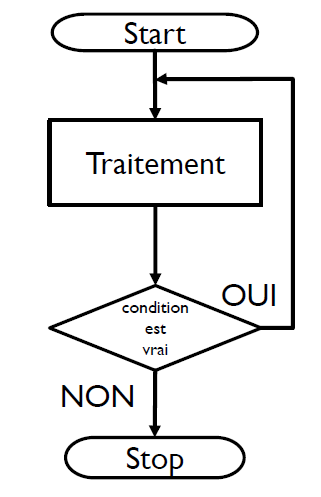 Start
Traitement
OUI
condition
est
vrai
NON
Stop